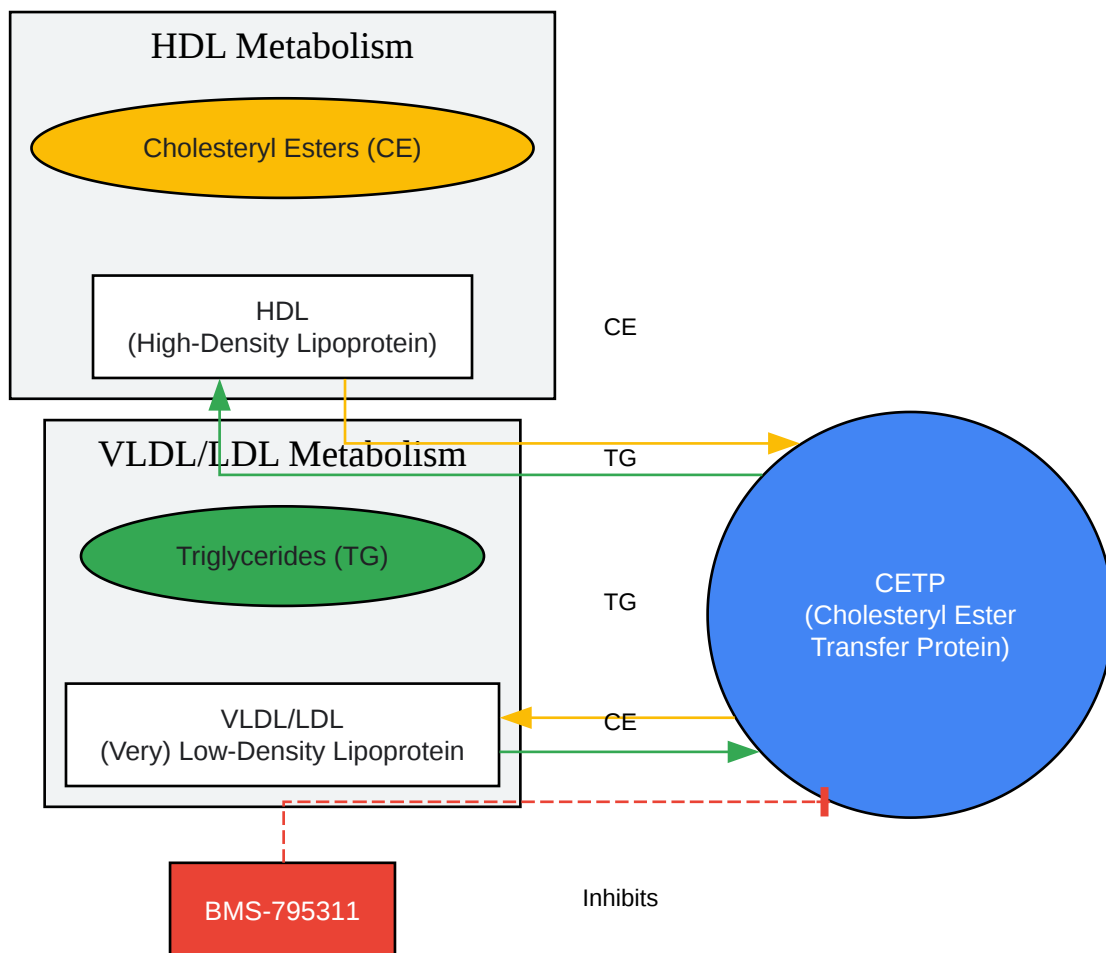 HDL Metabolism
Cholesteryl Esters (CE)
HDL
(High-Density Lipoprotein)
CE
VLDL/LDL Metabolism
TG
Triglycerides (TG)
TG
CETP
(Cholesteryl Ester
Transfer Protein)
VLDL/LDL
(Very) Low-Density Lipoprotein
CE
BMS-795311
Inhibits